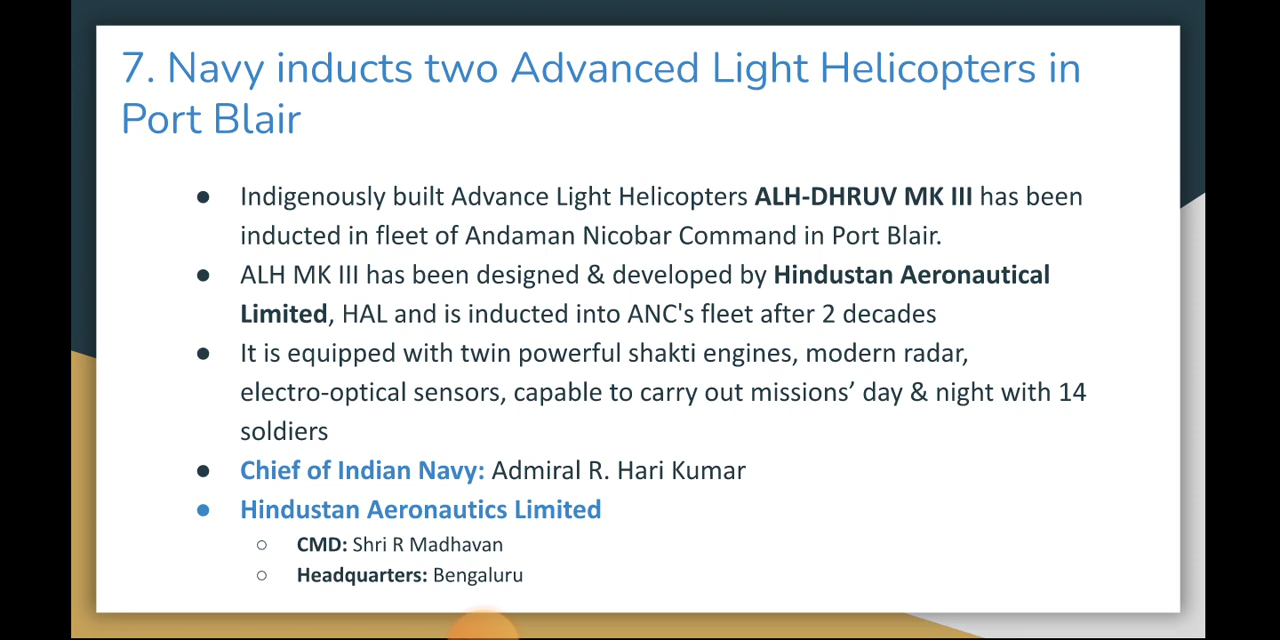 7. Navy inducts two Advanced Light Helicopters in
Port Blair
● Indigenously built Advance Light Helicopters ALH-DHRUV MK III has been
inducted in fleet of Andaman Nicobar Command in Port Blair.
● ALH MK III has been designed & developed by Hindustan Aeronautical
Limited, HAL and is inducted into ANC's fleet after 2 decades
● It is equipped with twin powerful shakti engines, modern radar,
electro-optical sensors, capable to carry out missions’ day & night with 14
soldiers
● Chief of Indian Navy: Admiral R. Hari Kumar
● Hindustan Aeronautics Limited
○ CMD: Shri R Madhavan
○ Headquarters: Bengaluru